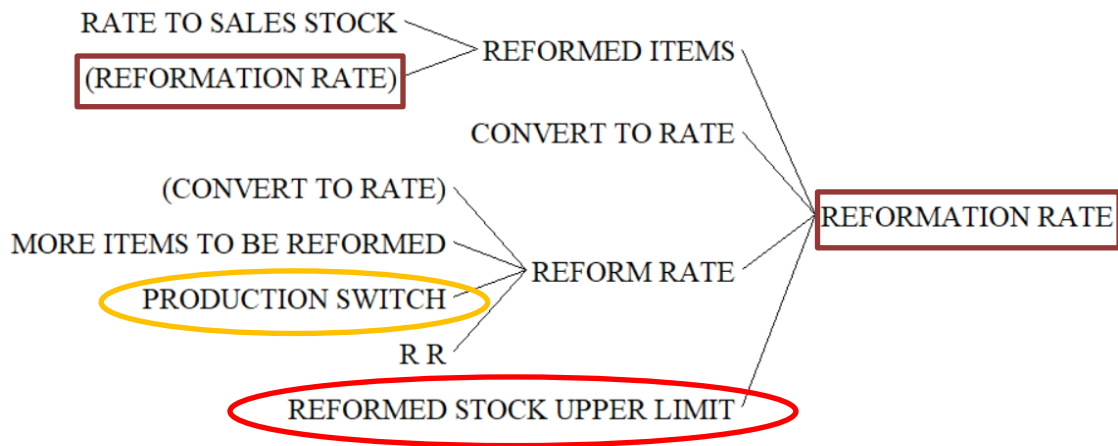 RATE TO SALES STOCK
(REFORMATION RATE)
REFORMED ITEMS
CONVERT TO RATE
(CONVERT TO RATE)
MORE ITEMS TO BE REFORMED
PRODUCTION SWITCH
R R
REFORM RATE
REFORMED STOCK UPPER LIMIT
REFORMATION RATE